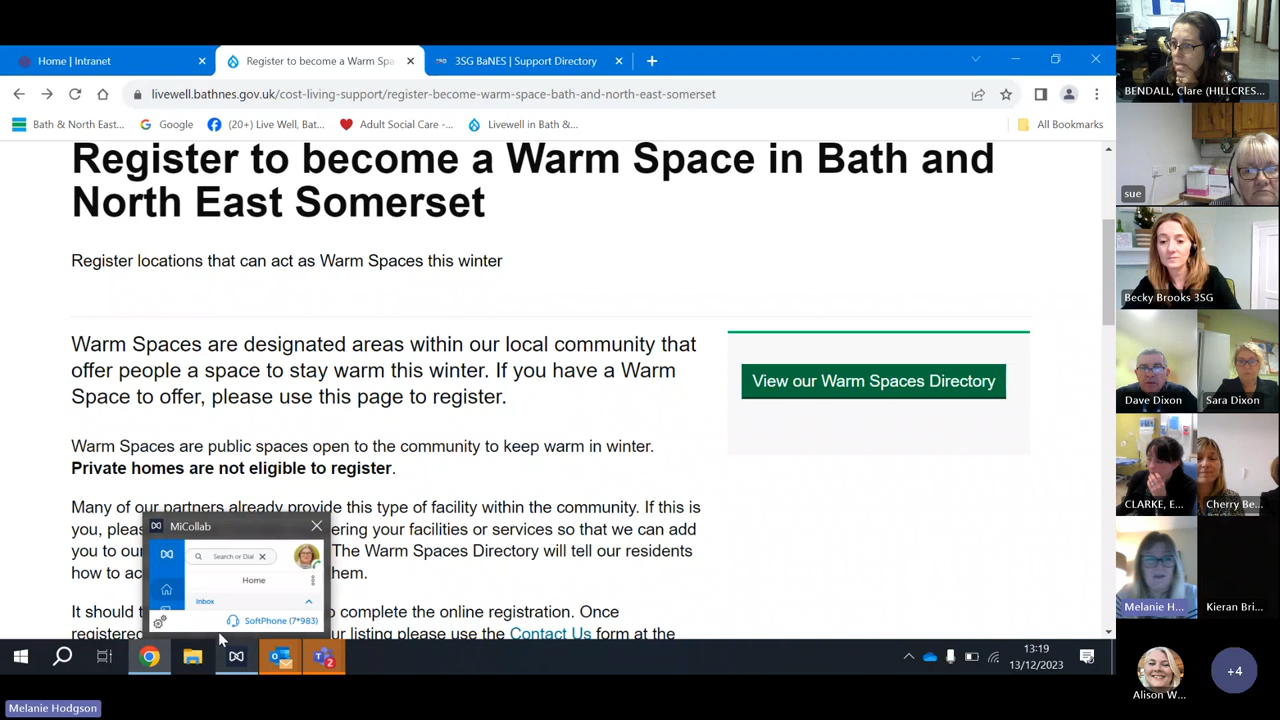 Home | Intranet
Register to become a Warm Spa
3SG BaNES | Support Directory
livewell.bathnes.gov.uk/cost-living-support/register-become-warm-space-bath-and-north-east-somerset
Bath & North East...
Google
(20+) Live Well, Bat...
Adult Social Care -...
Livewell in Bath &...
All Bookmarks
Register to become a Warm Space in Bath and
North East Somerset
Register locations that can act as Warm Spaces this winter
Warm Spaces are designated areas within our local community that
offer people a space to stay warm this winter. If you have a Warm
Space to offer, please use this page to register.
View our Warm Spaces Directory
Warm Spaces are public spaces open to the community to keep warm in winter.
Private homes are not eligible to register.
Many of our partners already provide this type of facility within the community. If this is
you, plea
ering your facilities or services so that we can add
you to ou
The Warm Spaces Directory will tell our residents
how to ac
hem.
It should t
o complete the online registration. Once
registered
ur listing please use the Contact Us form at the
MiCollab
Search or Dial
Home
Inbox
SoftPhone (7*983)
2
13:19
13/12/2023
BENDALL, Clare (HILLCRES...
sue
Becky Brooks 3SG
Dave Dixon
Sara Dixon
CLARKE, E...
Cherry Be...
Melanie H...
Kieran Bri...
Alison W...
+4
Melanie Hodgson